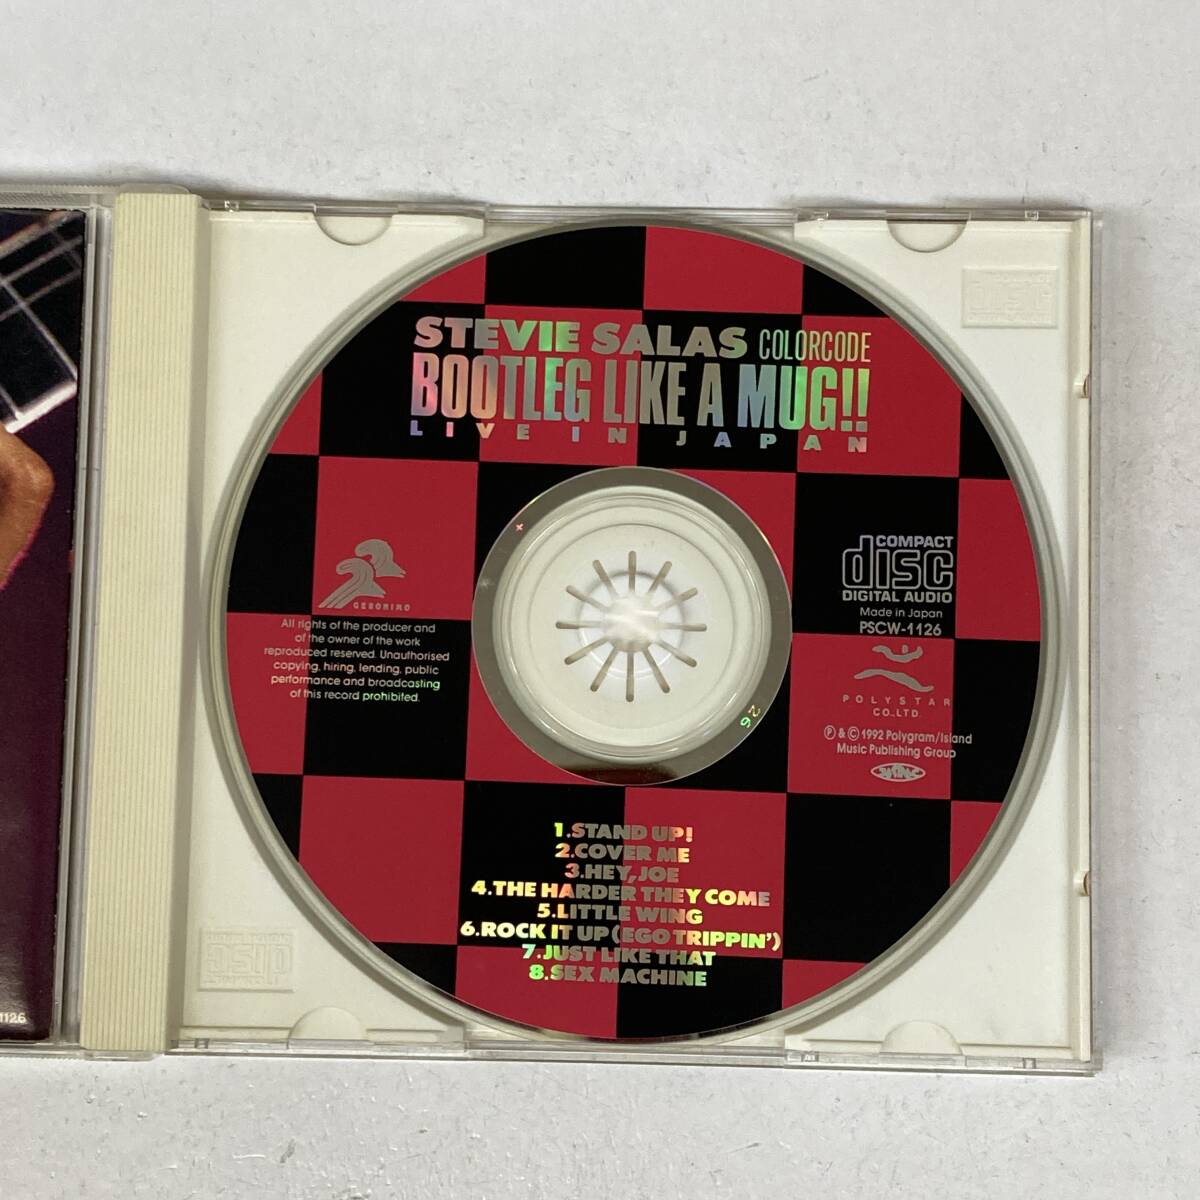 STEVIE SALAS COLORCODE
BOOTLEG LIKE A MUG!!
LIVE IN JAPAN
GERONIMO
All rights of the producer and
of the owner of the work
reproduced reserved. Unauthorised
copying, hiring, lending, public
performance and broadcasting
of this record prohibited.
COMPACT
disc
DIGITAL AUDIO
Made in Japan
PSCW-1126
POLYSTAR
CO.,LTD.
℗ & © 1992 Polygram/Island
Music Publishing Group
26
1.STAND UP!
2.COVER ME
3.HEY, JOE
4.THE HARDER THEY COME
5.LITTLE WING
6.ROCK IT UP (EGO TRIPPIN')
7.JUST LIKE THAT
8.SEX MACHINE
disc
disc
1126